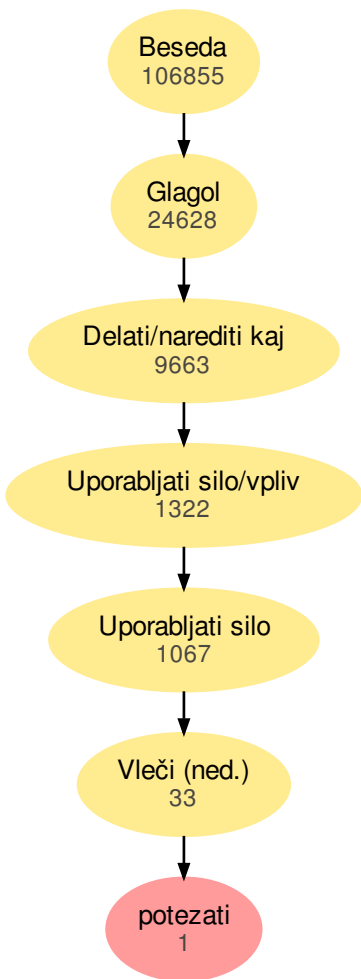 Beseda
106855
Glagol
24628
Delati/narediti kaj
9663
Uporabljati silo/vpliv
1322
Uporabljati silo
1067
Vleči (ned.)
33
potezati
1